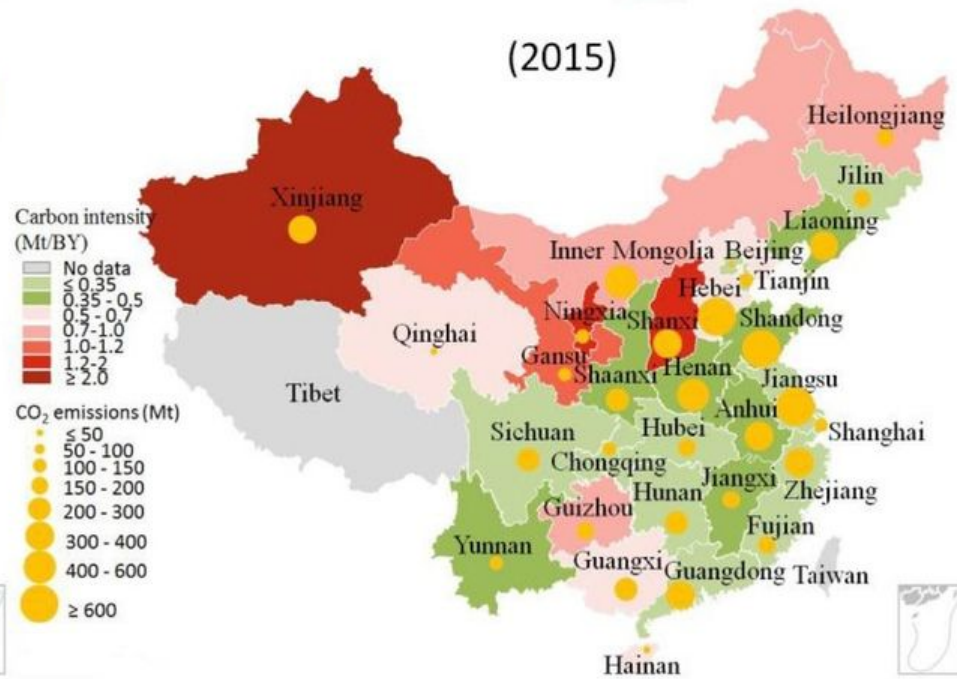 (2015)
Heilongjiang
Jilin
Liaoning
Xinjiang
Inner Mongolia
Beijing
Tianjin
Hebei
Ningxia
Shanxi
Shandong
Qinghai
Gansu
Shaanxi
Henan
Jiangsu
Tibet
Anhui
Sichuan
Hubei
Shanghai
Chongqing
Jiangxi
Hunan
Zhejiang
Guizhou
Fujian
Yunnan
Guangxi
Guangdong
Taiwan
Hainan
Carbon intensity
(Mt/BY)
No data
≤ 0.35
0.35 - 0.5
0.5 - 0.7
0.7-1.0
1.0-1.2
1.2-2
≥ 2.0
CO₂ emissions (Mt)
≤ 50
50 - 100
100 - 150
150 - 200
200 - 300
300 - 400
400 - 600
≥ 600